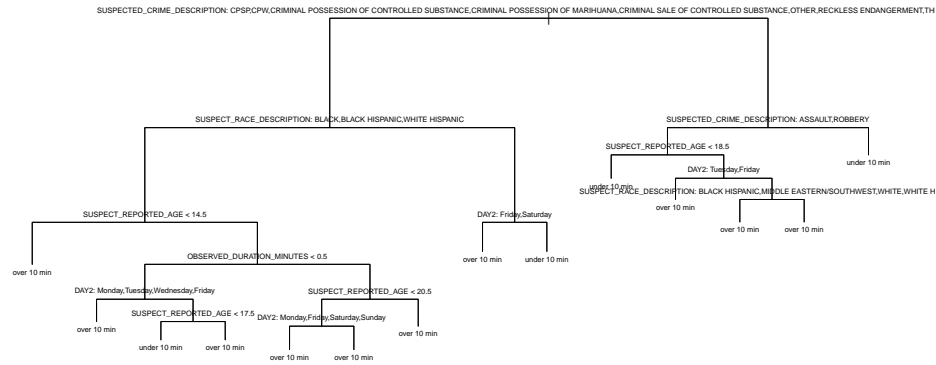 SUSPECTED_CRIME_DESCRIPTION: CPSP,CPW,CRIMINAL POSSESSION OF CONTROLLED SUBSTANCE,CRIMINAL POSSESSION OF MARIHUANA,CRIMINAL SALE OF CONTROLLED SUBSTANCE,OTHER,RECKLESS ENDANGERMENT,TH
SUSPECT_RACE_DESCRIPTION: BLACK,BLACK HISPANIC,WHITE HISPANIC
SUSPECTED_CRIME_DESCRIPTION: ASSAULT,ROBBERY
SUSPECT_REPORTED_AGE < 18.5
under 10 min
DAY2: Tuesday,Friday
under 10 min
SUSPECT_RACE_DESCRIPTION: BLACK HISPANIC,MIDDLE EASTERN/SOUTHWEST,WHITE,WHITE H
over 10 min
SUSPECT_REPORTED_AGE < 14.5
DAY2: Friday,Saturday
over 10 min
over 10 min
OBSERVED_DURATION_MINUTES < 0.5
over 10 min
under 10 min
over 10 min
DAY2: Monday,Tuesday,Wednesday,Friday
SUSPECT_REPORTED_AGE < 20.5
SUSPECT_REPORTED_AGE < 17.5
DAY2: Monday,Friday,Saturday,Sunday
over 10 min
over 10 min
under 10 min
over 10 min
over 10 min
over 10 min